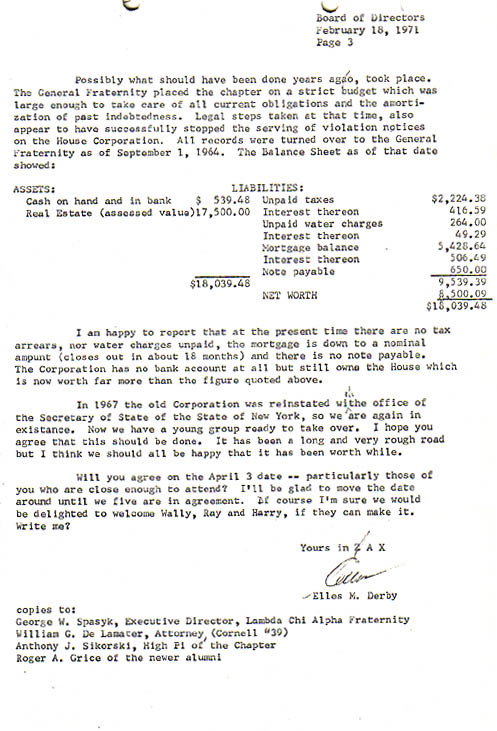 Board of Directors
February 18, 1971
Page 3
Possibly what should have been done years ago, took place.
The General Fraternity placed the chapter on a strict budget which was
large enough to take care of all current obligations and the amorti-
zation of past indebtedness. Legal steps taken at that time, also
appear to have successfully stopped the serving of violation notices
on the House Corporation. All records were turned over to the General
Fraternity as of September 1, 1964. The Balance Sheet as of that date
showed:
ASSETS: LIABILITIES:
Cash on hand and in bank $ 539.48 Unpaid taxes $2,224.38
Real Estate (assessed value)17,500.00 Interest thereon 416.59
Unpaid water charges 264.00
Interest thereon 49.29
Mortgage balance 5,428.64
Interest thereon 506.49
Note payable 650.00
$18,039.48 9,539.39
NET WORTH 8,500.09
$18,039.48
I am happy to report that at the present time there are no tax
arrears, nor water charges unpaid, the mortgage is down to a nominal
ampunt (closes out in about 18 months) and there is no note payable.
The Corporation has no bank account at all but still owns the House which
is now worth far more than the figure quoted above.
In 1967 the old Corporation was reinstated withe office of
the Secretary of State of the State of New York, so we are again in
existance. Now we have a young group ready to take over. I hope you
agree that this should be done. It has been a long and very rough road
but I think we should all be happy that it has been worth while.
Will you agree on the April 3 date -- particularly those of
you who are close enough to attend? I'll be glad to move the date
around until we five are in agreement. Of course I'm sure we would
be delighted to welcome Wally, Ray and Harry, if they can make it.
Write me?
Yours in Z A X
Elles
Elles M. Derby
copies to:
George W. Spasyk, Executive Director, Lambda Chi Alpha Fraternity
William G. De Lamater, Attorney, (Cornell #39)
Anthony J. Sikorski, High Pi of the Chapter
Roger A. Grice of the newer alumni